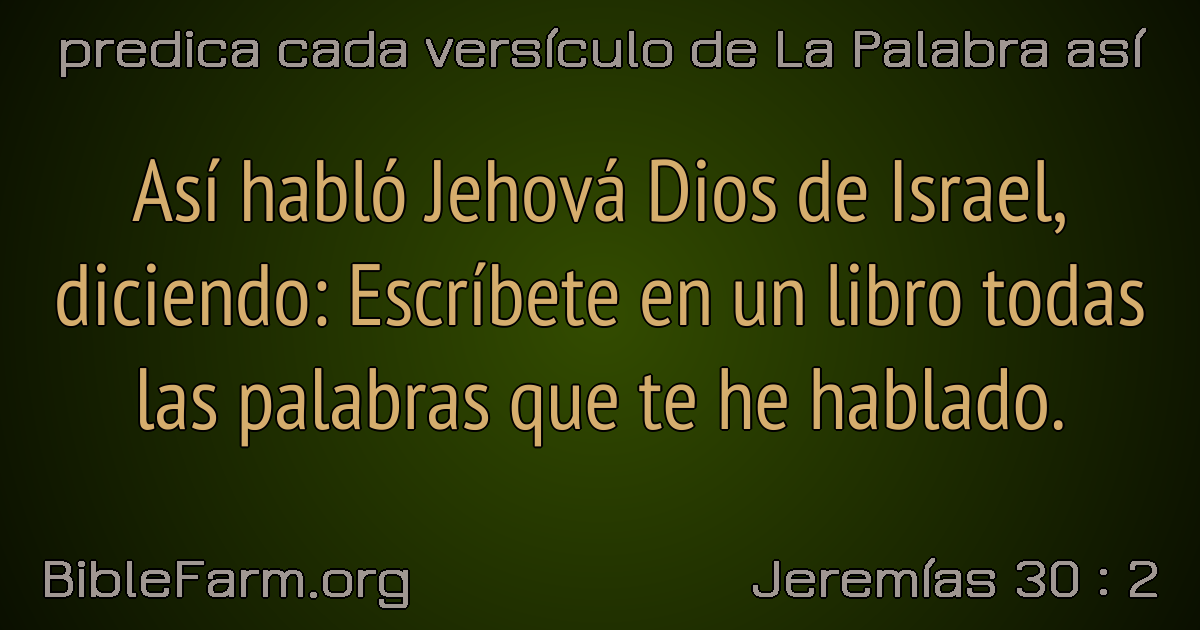 predica cada versículo de La Palabra así
Así habló Jehová Dios de Israel,
diciendo: Escríbete en un libro todas
las palabras que te he hablado.
BibleFarm.org
Jeremías 30 : 2